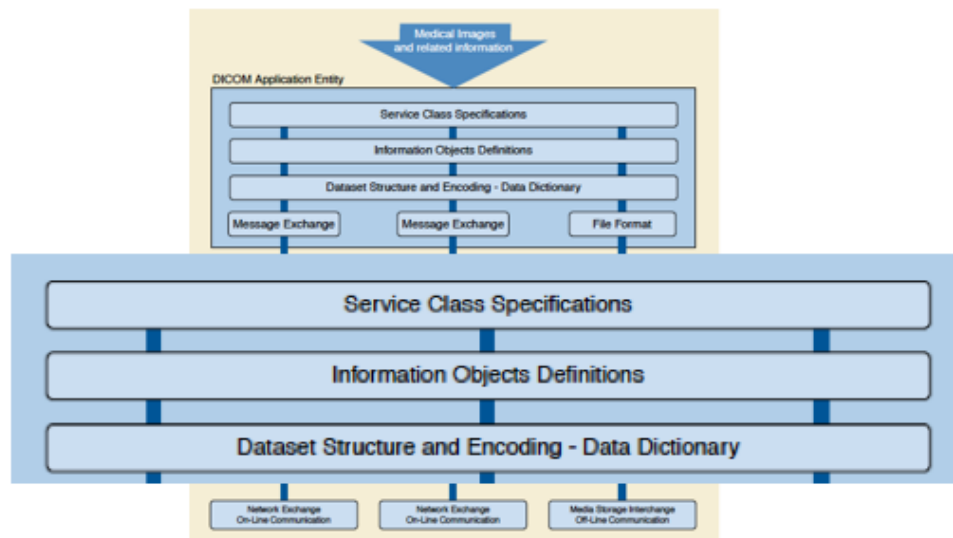 Medical Images
and related information
DICOM Application Entity
Service Class Specifications
Information Objects Definitions
Dataset Structure and Encoding - Data Dictionary
Message Exchange Message Exchange File Format
Service Class Specifications
Information Objects Definitions
Dataset Structure and Encoding - Data Dictionary
Network Exchange Network Exchange Media Storage Interchange
On-Line Communication On-Line Communication Off-Line Communication